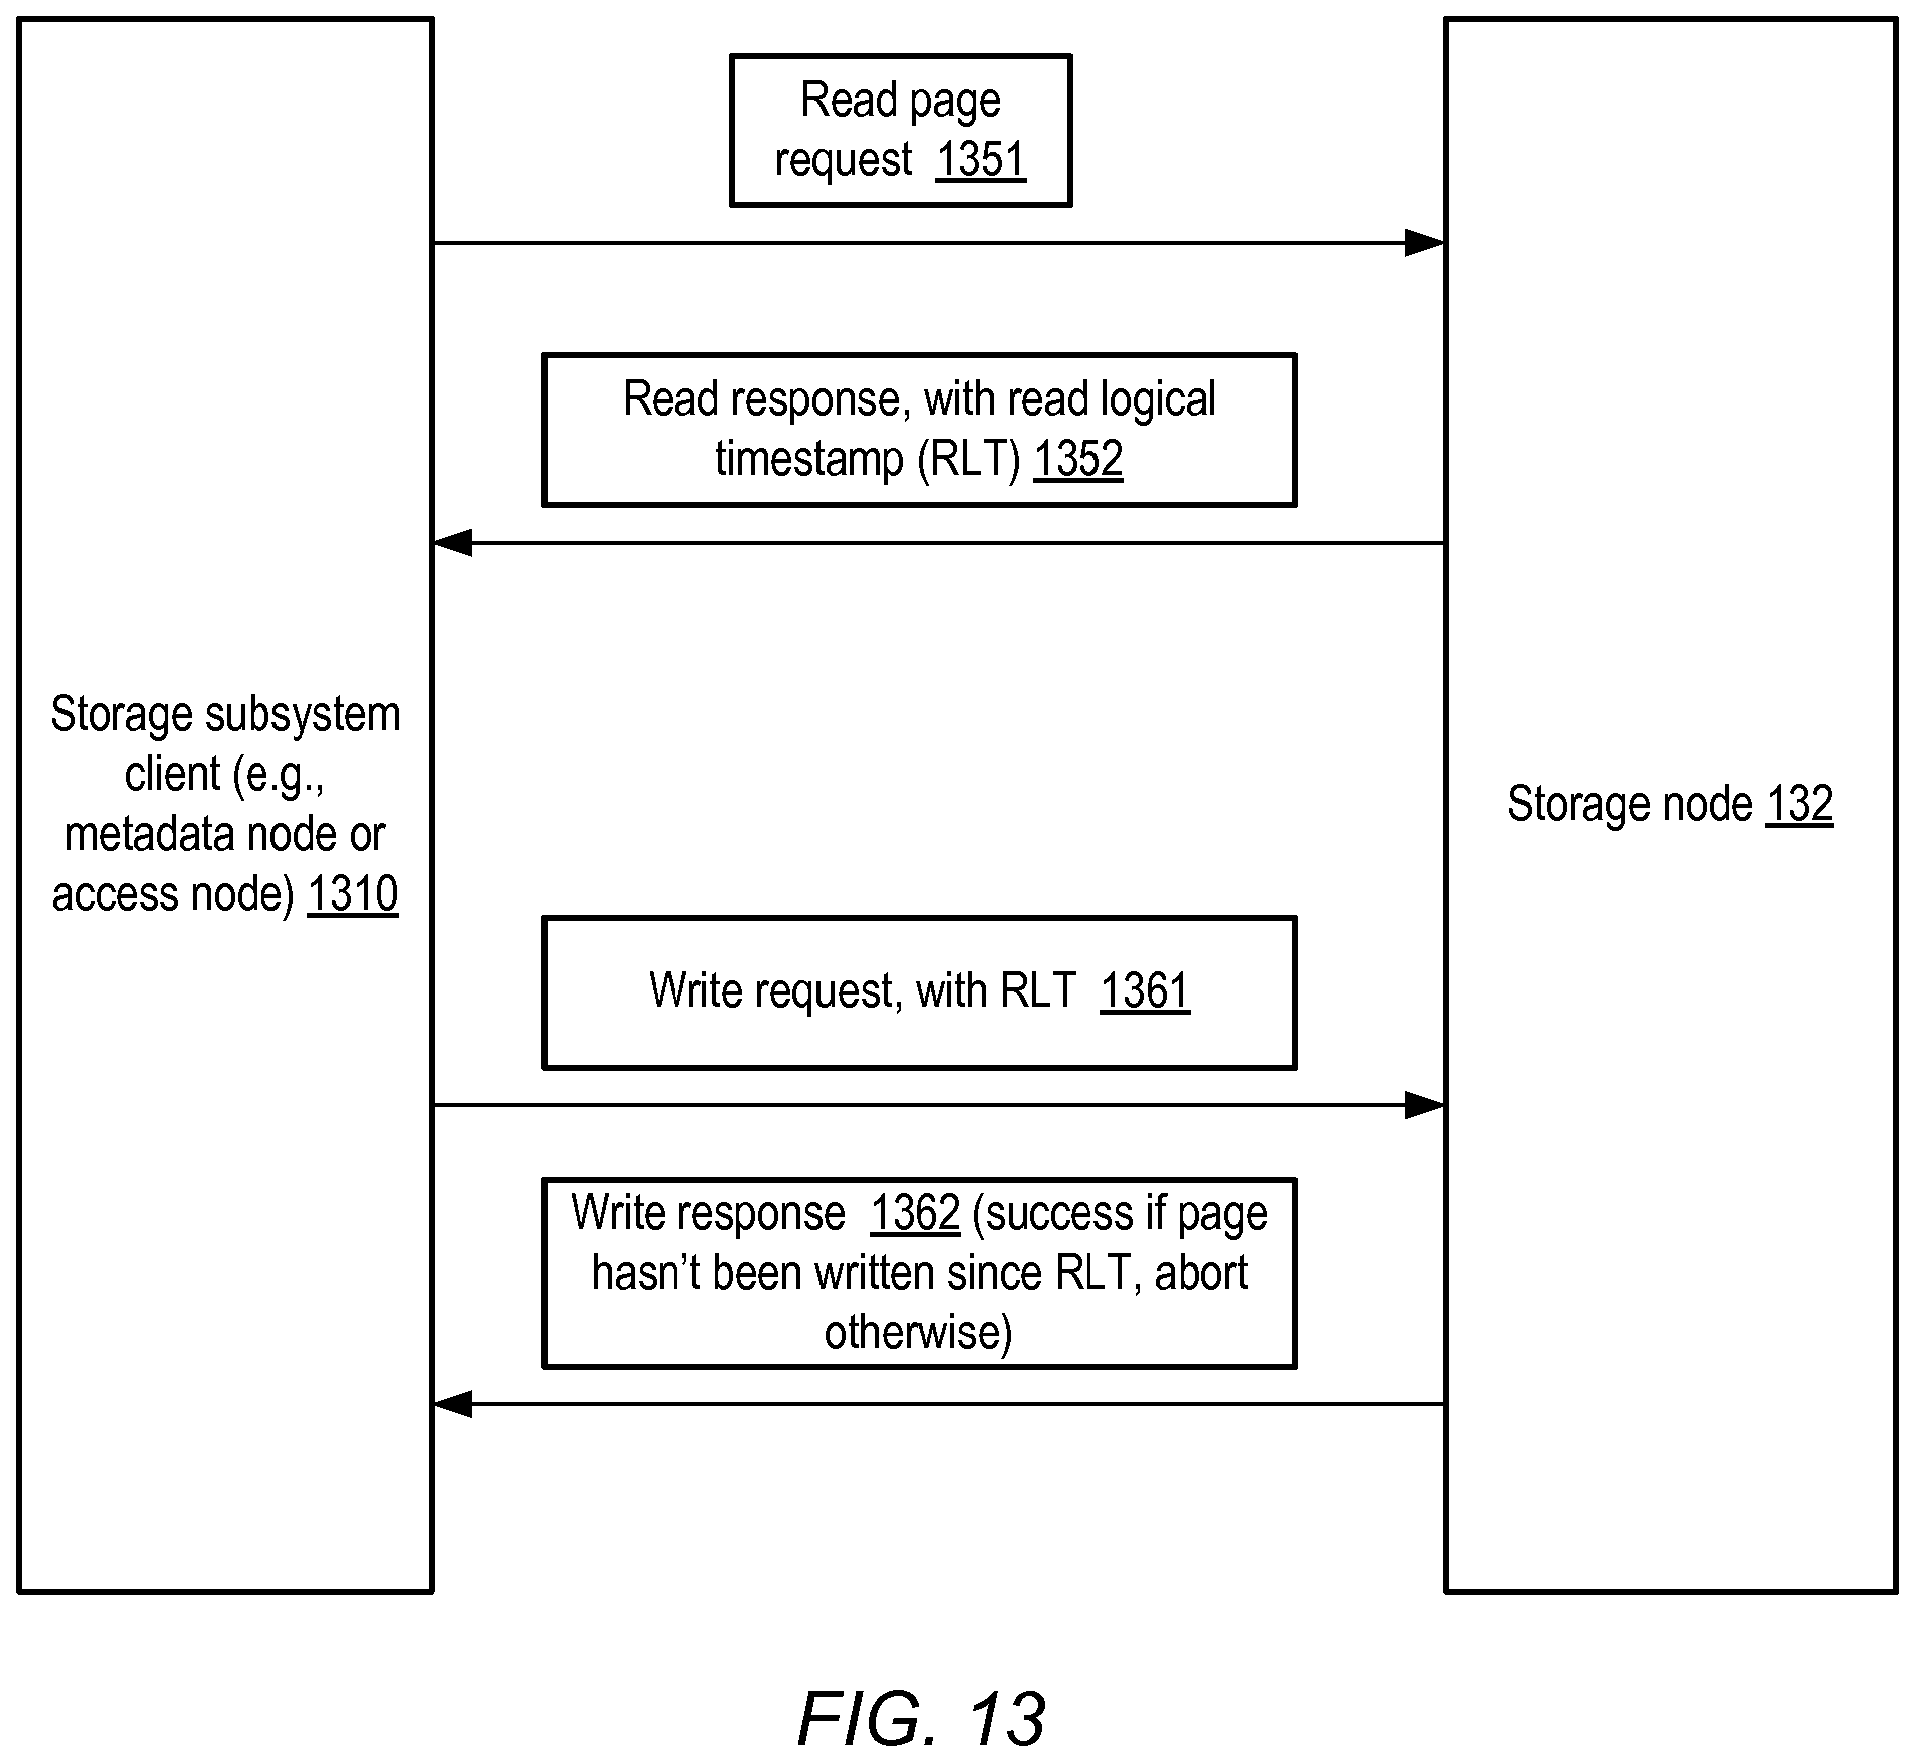 Read page
request 1351
Read response, with read logical
timestamp (RLT) 1352
Storage subsystem
client (e.g.,
metadata node or
access node) 1310
Storage node 132
Write request, with RLT 1361
Write response 1362 (success if page
hasn't been written since RLT, abort
otherwise)
FIG. 13